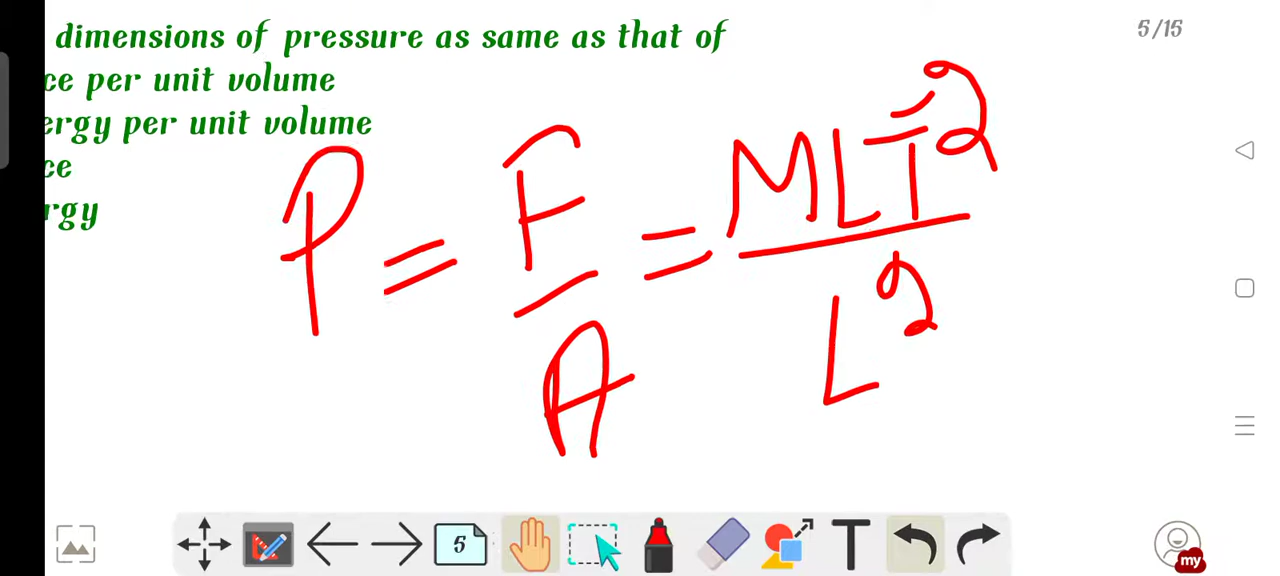 dimensions of pressure as same as that of
5/15
ce per unit volume
ergy per unit volume
ce
rgy
P = F/A = MLT⁻²/L²
5
T
my